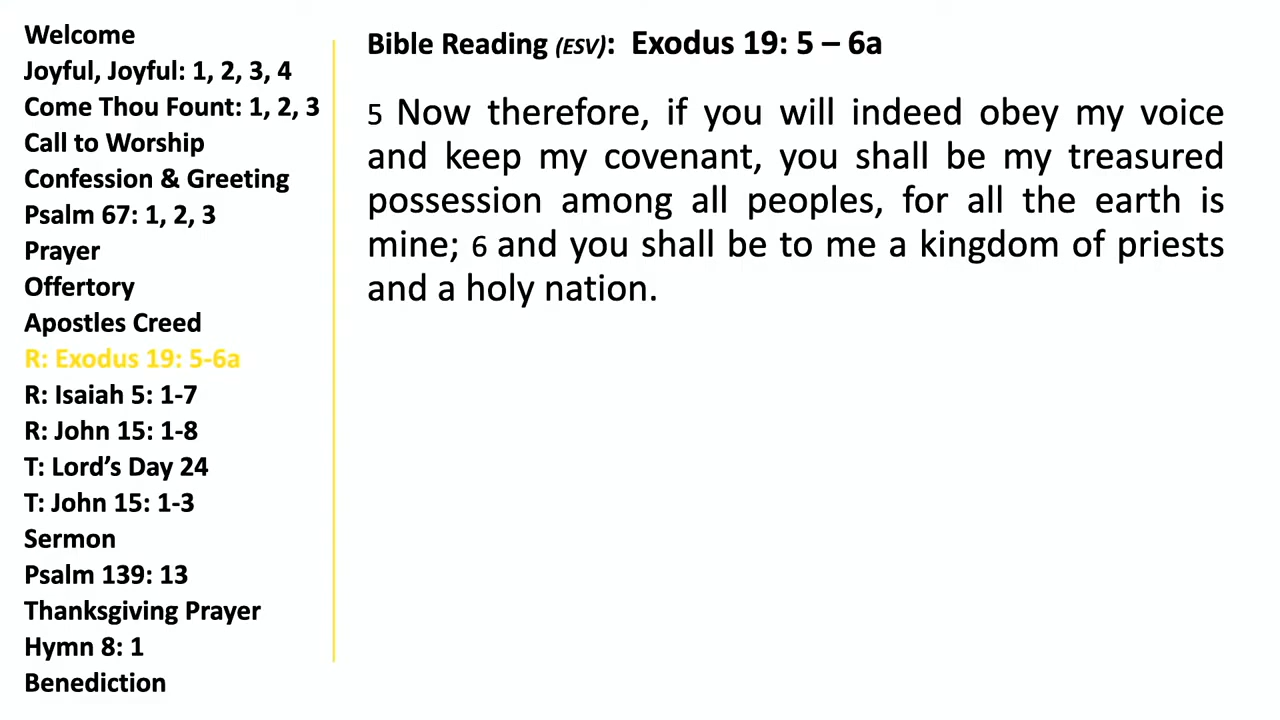 Welcome
Joyful, Joyful: 1, 2, 3, 4
Come Thou Fount: 1, 2, 3
Call to Worship
Confession & Greeting
Psalm 67: 1, 2, 3
Prayer
Offertory
Apostles Creed
R: Exodus 19: 5-6a
R: Isaiah 5: 1-7
R: John 15: 1-8
T: Lord’s Day 24
T: John 15: 1-3
Sermon
Psalm 139: 13
Thanksgiving Prayer
Hymn 8: 1
Benediction
Bible Reading (ESV): Exodus 19: 5 – 6a
5 Now therefore, if you will indeed obey my voice
and keep my covenant, you shall be my treasured
possession among all peoples, for all the earth is
mine; 6 and you shall be to me a kingdom of priests
and a holy nation.